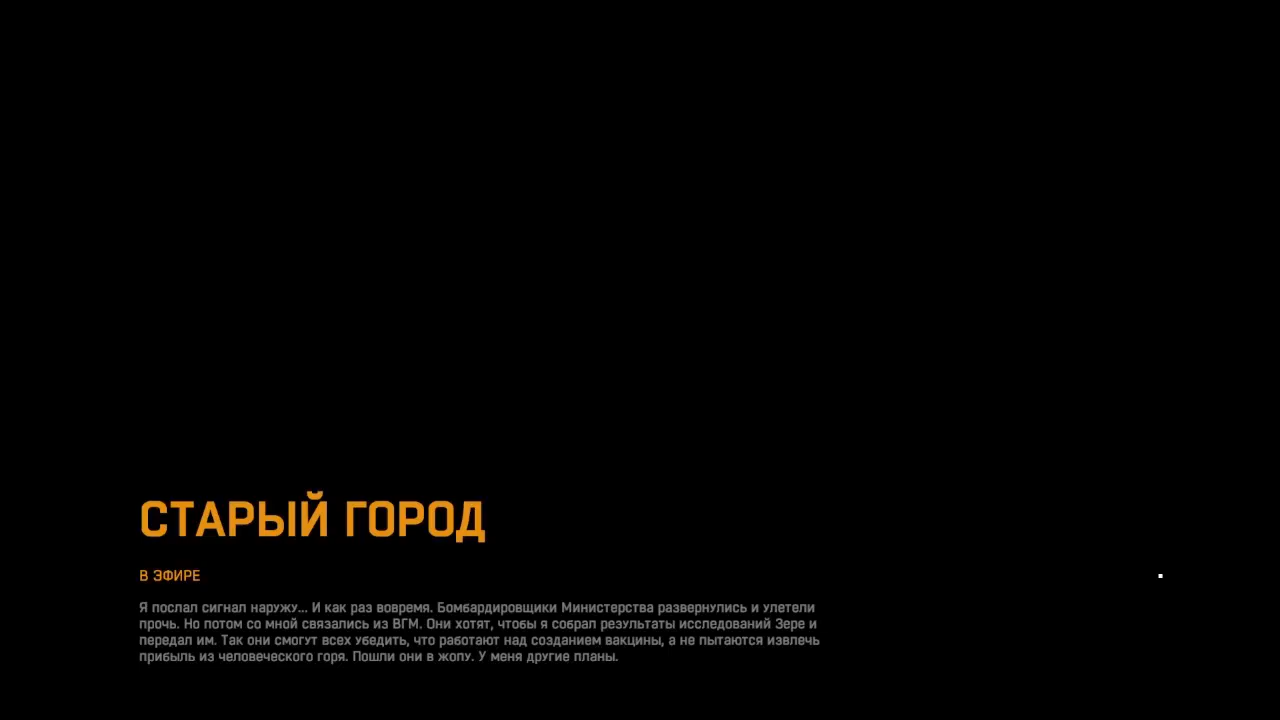 СТАРЫЙ ГОРОД
В ЭФИРЕ
Я послал сигнал наружу... И как раз вовремя. Бомбардировщики Министерства развернулись и улетели
прочь. Но потом со мной связались из ВГМ. Они хотят, чтобы я собрал результаты исследований Зере и
передал им. Так они смогут всех убедить, что работают над созданием вакцины, а не пытаются извлечь
прибыль из человеческого горя. Пошли они в жопу. У меня другие планы.